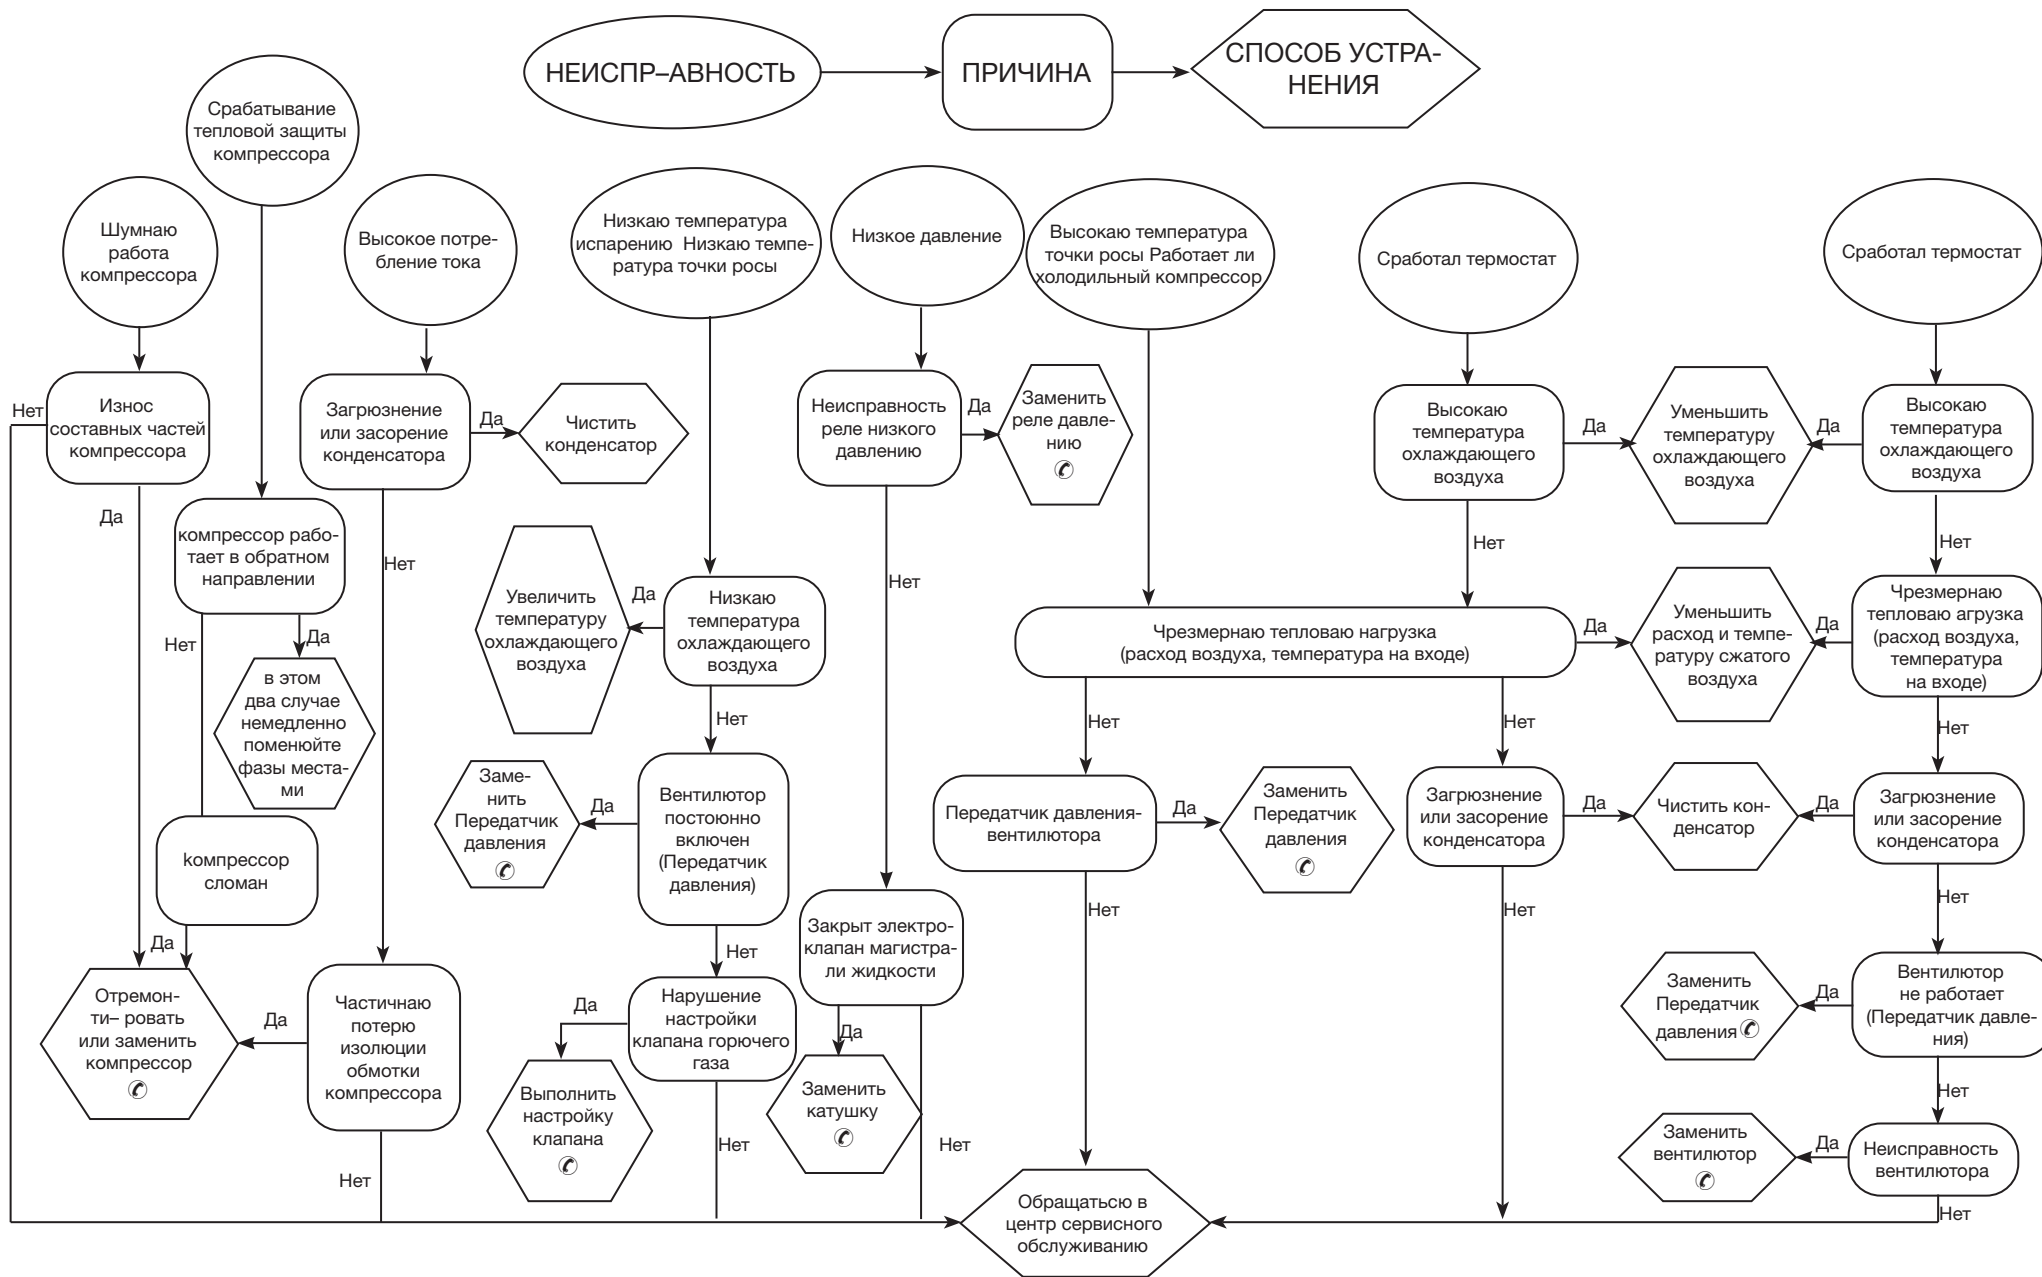 НЕИСПР–АВНОСТЬ
ПРИЧИНА
СПОСОБ УСТРА-
НЕНИЯ
Срабатывание
тепловой защиты
компрессора
Шумнаю
работа
компрессора
Высокое потре-
бление тока
Низкаю температура
испарению Низкаю темпе-
ратура точки росы
Низкое давление
Высокаю температура
точки росы Работает ли
холодильный компрессор
Сработал термостат
Сработал термостат
Нет
Износ
составных частей
компрессора
Да
Загрюзнение
или засорение
конденсатора
Да
Чистить
конденсатор
Неисправность
реле низкого
давлению
Да
Заменить
реле давле-
нию
✆
Высокаю
температура
охлаждающего
воздуха
Да
Уменьшить
температуру
охлаждающего
воздуха
Да
Высокаю
температура
охлаждающего
воздуха
компрессор рабо-
тает в обратном
направлении
Нет
Нет
Нет
Нет
Нет
Да
в этом
два случае
немедленно
поменюйте
фазы места-
ми
Увеличить
температуру
охлаждающего
воздуха
Да
Низкаю
температура
охлаждающего
воздуха
Чрезмернаю тепловаю нагрузка
(расход воздуха, температура на входе)
Да
Уменьшить
расход и темпе-
ратуру сжатого
воздуха
Да
Чрезмернаю
тепловаю агрузка
(расход воздуха,
температура
на входе)
Нет
Нет
Нет
Нет
Заме-
нить
Передатчик
давления
✆
Да
Вентилютор
постоюнно
включен
(Передатчик
давления)
Передатчик давления-
вентилютора
Да
Заменить
Передатчик
давления
✆
Загрюзнение
или засорение
конденсатора
Да
Чистить кон-
денсатор
Да
Загрюзнение
или засорение
конденсатора
kомпрессор
сломан
Да
Нет
Нет
Нет
Нет
Закрыт электро-
клапан магистра-
ли жидкости
Отремон-
ти– ровать
или заменить
компрессор
✆
Да
Частичнаю
потерю
изолюции
обмотки
компрессора
Да
Нарушение
настройки
клапана горючего
газа
Да
Заменить
Передатчик
давления ✆
Да
Вентилютор
не работает
(Передатчик давле-
ния)
Выполнить
настройку
клапана
✆
Заменить
катушку
✆
Нет
Нет
Нет
Нет
Заменить
вентилютор
✆
Да
Неисправность
вентилютора
Нет
Обращатьсю в
центр сервисного
обслуживанию